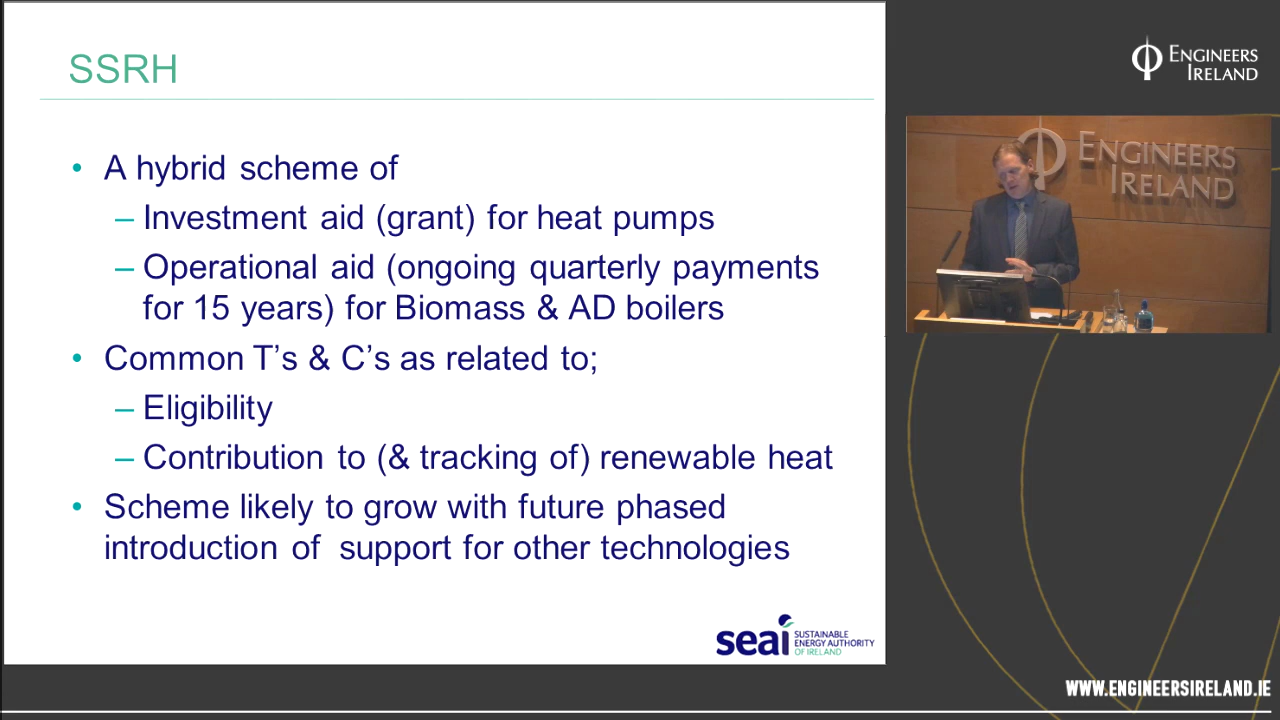 SSRH
• A hybrid scheme of
– Investment aid (grant) for heat pumps
– Operational aid (ongoing quarterly payments
for 15 years) for Biomass & AD boilers
• Common T’s & C’s as related to;
– Eligibility
– Contribution to (& tracking of) renewable heat
• Scheme likely to grow with future phased
introduction of support for other technologies
seai SUSTAINABLE
ENERGY AUTHORITY
OF IRELAND
ENGINEERS
IRELAND
ENGINEERS
IRELAND
WWW.ENGINEERSIRELAND.IE